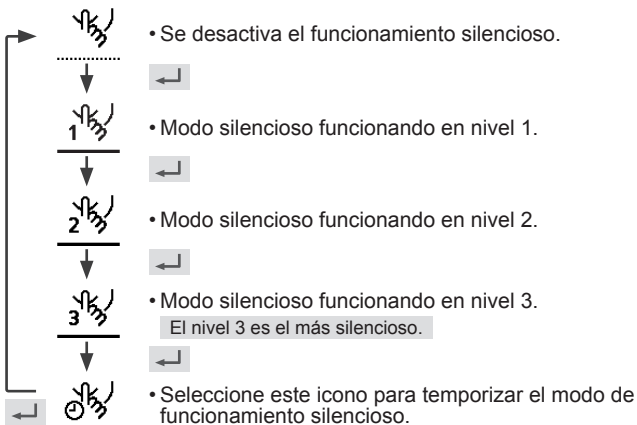 • Se desactiva el funcionamiento silencioso.
1
• Modo silencioso funcionando en nivel 1.
2
• Modo silencioso funcionando en nivel 2.
3
• Modo silencioso funcionando en nivel 3.
El nivel 3 es el más silencioso.
• Seleccione este icono para temporizar el modo de
funcionamiento silencioso.